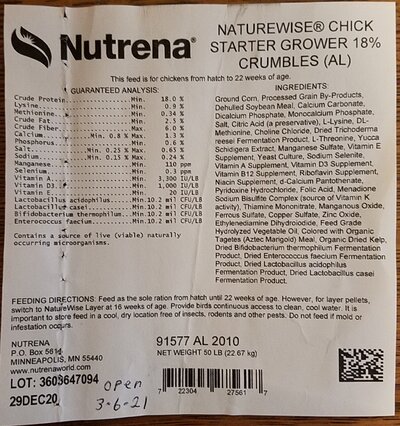 Nutrena®
NATUREWISE® CHICK
STARTER GROWER 18%
CRUMBLES (AL)
This feed is for chickens from hatch to 22 weeks of age.
GUARANTEED ANALYSIS:
Crude Protein Min. 18.0 %
Lysine Min. 0.9 %
Methionine Min. 0.34 %
Crude Fat Min. 2.5 %
Crude Fiber Max. 6.0 %
Calcium Min. 0.8 % Max. 1.3 %
Phosphorus Min. 0.6 %
Salt Min. 0.25 % Max. 0.65 %
Sodium Min. 0.15 % Max. 0.24 %
Manganese Min. 110 ppm
Selenium Min. 0.3 ppm
Vitamin A Min. 3,300 IU/LB
Vitamin D3 Min. 1,000 IU/LB
Vitamin E Min. 20 IU/LB
Lactobacillus acidophilus Min. 10.2 mil CFU/LB
Lactobacillus casei Min. 10.2 mil CFU/LB
Bifidobacterium thermophilum Min. 10.2 mil CFU/LB
Enterococcus faecium Min. 10.2 mil CFU/LB
Contains a source of live (viable) naturally
occurring microorganisms.
INGREDIENTS:
Ground Corn, Processed Grain By-Products,
Dehulled Soybean Meal, Calcium Carbonate,
Dicalcium Phosphate, Monocalcium Phosphate,
Salt, Citric Acid (a preservative), L-Lysine, DL-
Methionine, Choline Chloride, Dried Trichoderma
reesei Fermentation Product, L-Threonine, Yucca
Schidigera Extract, Manganese Sulfate, Vitamin E
Supplement, Yeast Culture, Sodium Selenite,
Vitamin A Supplement, Vitamin D3 Supplement,
Vitamin B12 Supplement, Riboflavin Supplement,
Niacin Supplement, d-Calcium Pantothenate,
Pyridoxine Hydrochloride, Folic Acid, Menadione
Sodium Bisulfite Complex (source of Vitamin K
activity), Thiamine Mononitrate, Manganous Oxide,
Ferrous Sulfate, Copper Sulfate, Zinc Oxide,
Ethylenediamine Dihydriodide, Feed Grade
Hydrolyzed Vegetable Oil, Colored with Organic
Tagetes (Aztec Marigold) Meal, Organic Dried Kelp,
Dried Bifidobacterium thermophilum Fermentation
Product, Dried Enterococcus faecium Fermentation
Product, Dried Lactobacillus acidophilus
Fermentation Product, Dried Lactobacillus casei
Fermentation Product.
FEEDING DIRECTIONS: Feed as the sole ration from hatch until 22 weeks of age. However, for layer pellets,
switch to NatureWise Layer at 16 weeks of age. Provide birds continuous access to clean, cool water. It is
important to store feed in a cool, dry location free of insects, rodents and other pests. Do not feed if mold or
infestation occurs.
NUTRENA
P.O. Box 5614
MINNEAPOLIS, MN 55440
www.nutrenaworld.com
LOT: 3608647094
29DEC20
open
3-6-21
91577 AL 2010
NET WEIGHT 50 LB (22.67 kg)
7 22304 27561 7